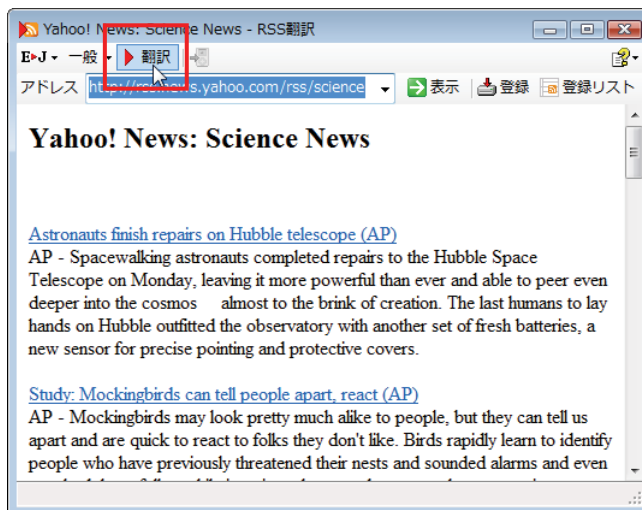 Yahoo! News: Science News - RSS翻訳
E▶J 一般 翻訳
アドレス http://rss.news.yahoo.com/rss/science 表示 登録 登録リスト
Yahoo! News: Science News
Astronauts finish repairs on Hubble telescope (AP)
AP - Spacewalking astronauts completed repairs to the Hubble Space
Telescope on Monday, leaving it more powerful than ever and able to peer even
deeper into the cosmos almost to the brink of creation. The last humans to lay
hands on Hubble outfitted the observatory with another set of fresh batteries, a
new sensor for precise pointing and protective covers.
Study: Mockingbirds can tell people apart, react (AP)
AP - Mockingbirds may look pretty much alike to people, but they can tell us
apart and are quick to react to folks they don't like. Birds rapidly learn to identify
people who have previously threatened their nests and sounded alarms and even